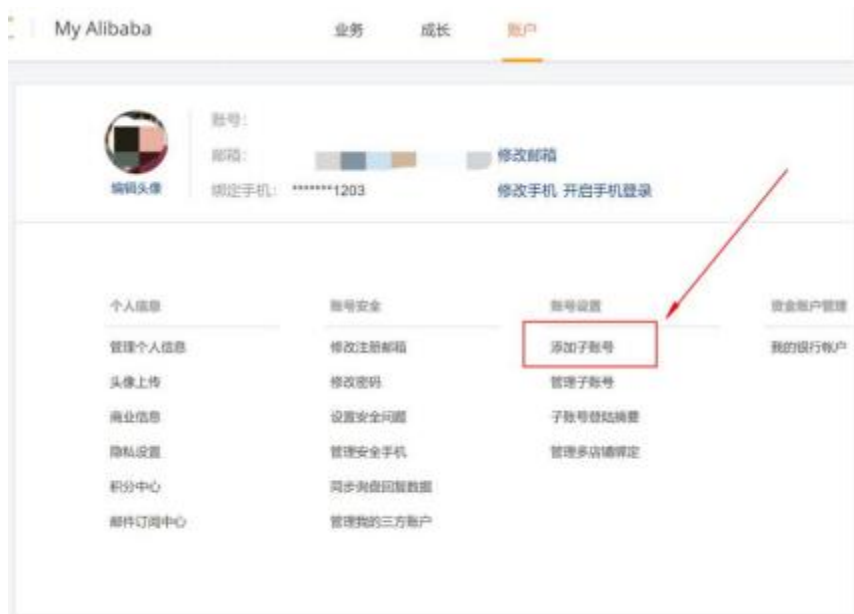 My Alibaba 业务 成长 账户
账号:
邮箱: 修改邮箱
编辑头像 绑定手机: *******1203 修改手机 开启手机登录
个人信息 账号安全 账号设置 资金账户管理
管理个人信息 修改注册邮箱 添加子账号 我的银行帐户
头像上传 修改密码 管理子账号
商业信息 设置安全问题 子账号登陆摘要
隐私设置 管理安全手机 管理多店铺绑定
积分中心 同步询盘回复数据
邮件订阅中心 管理我的三方账户